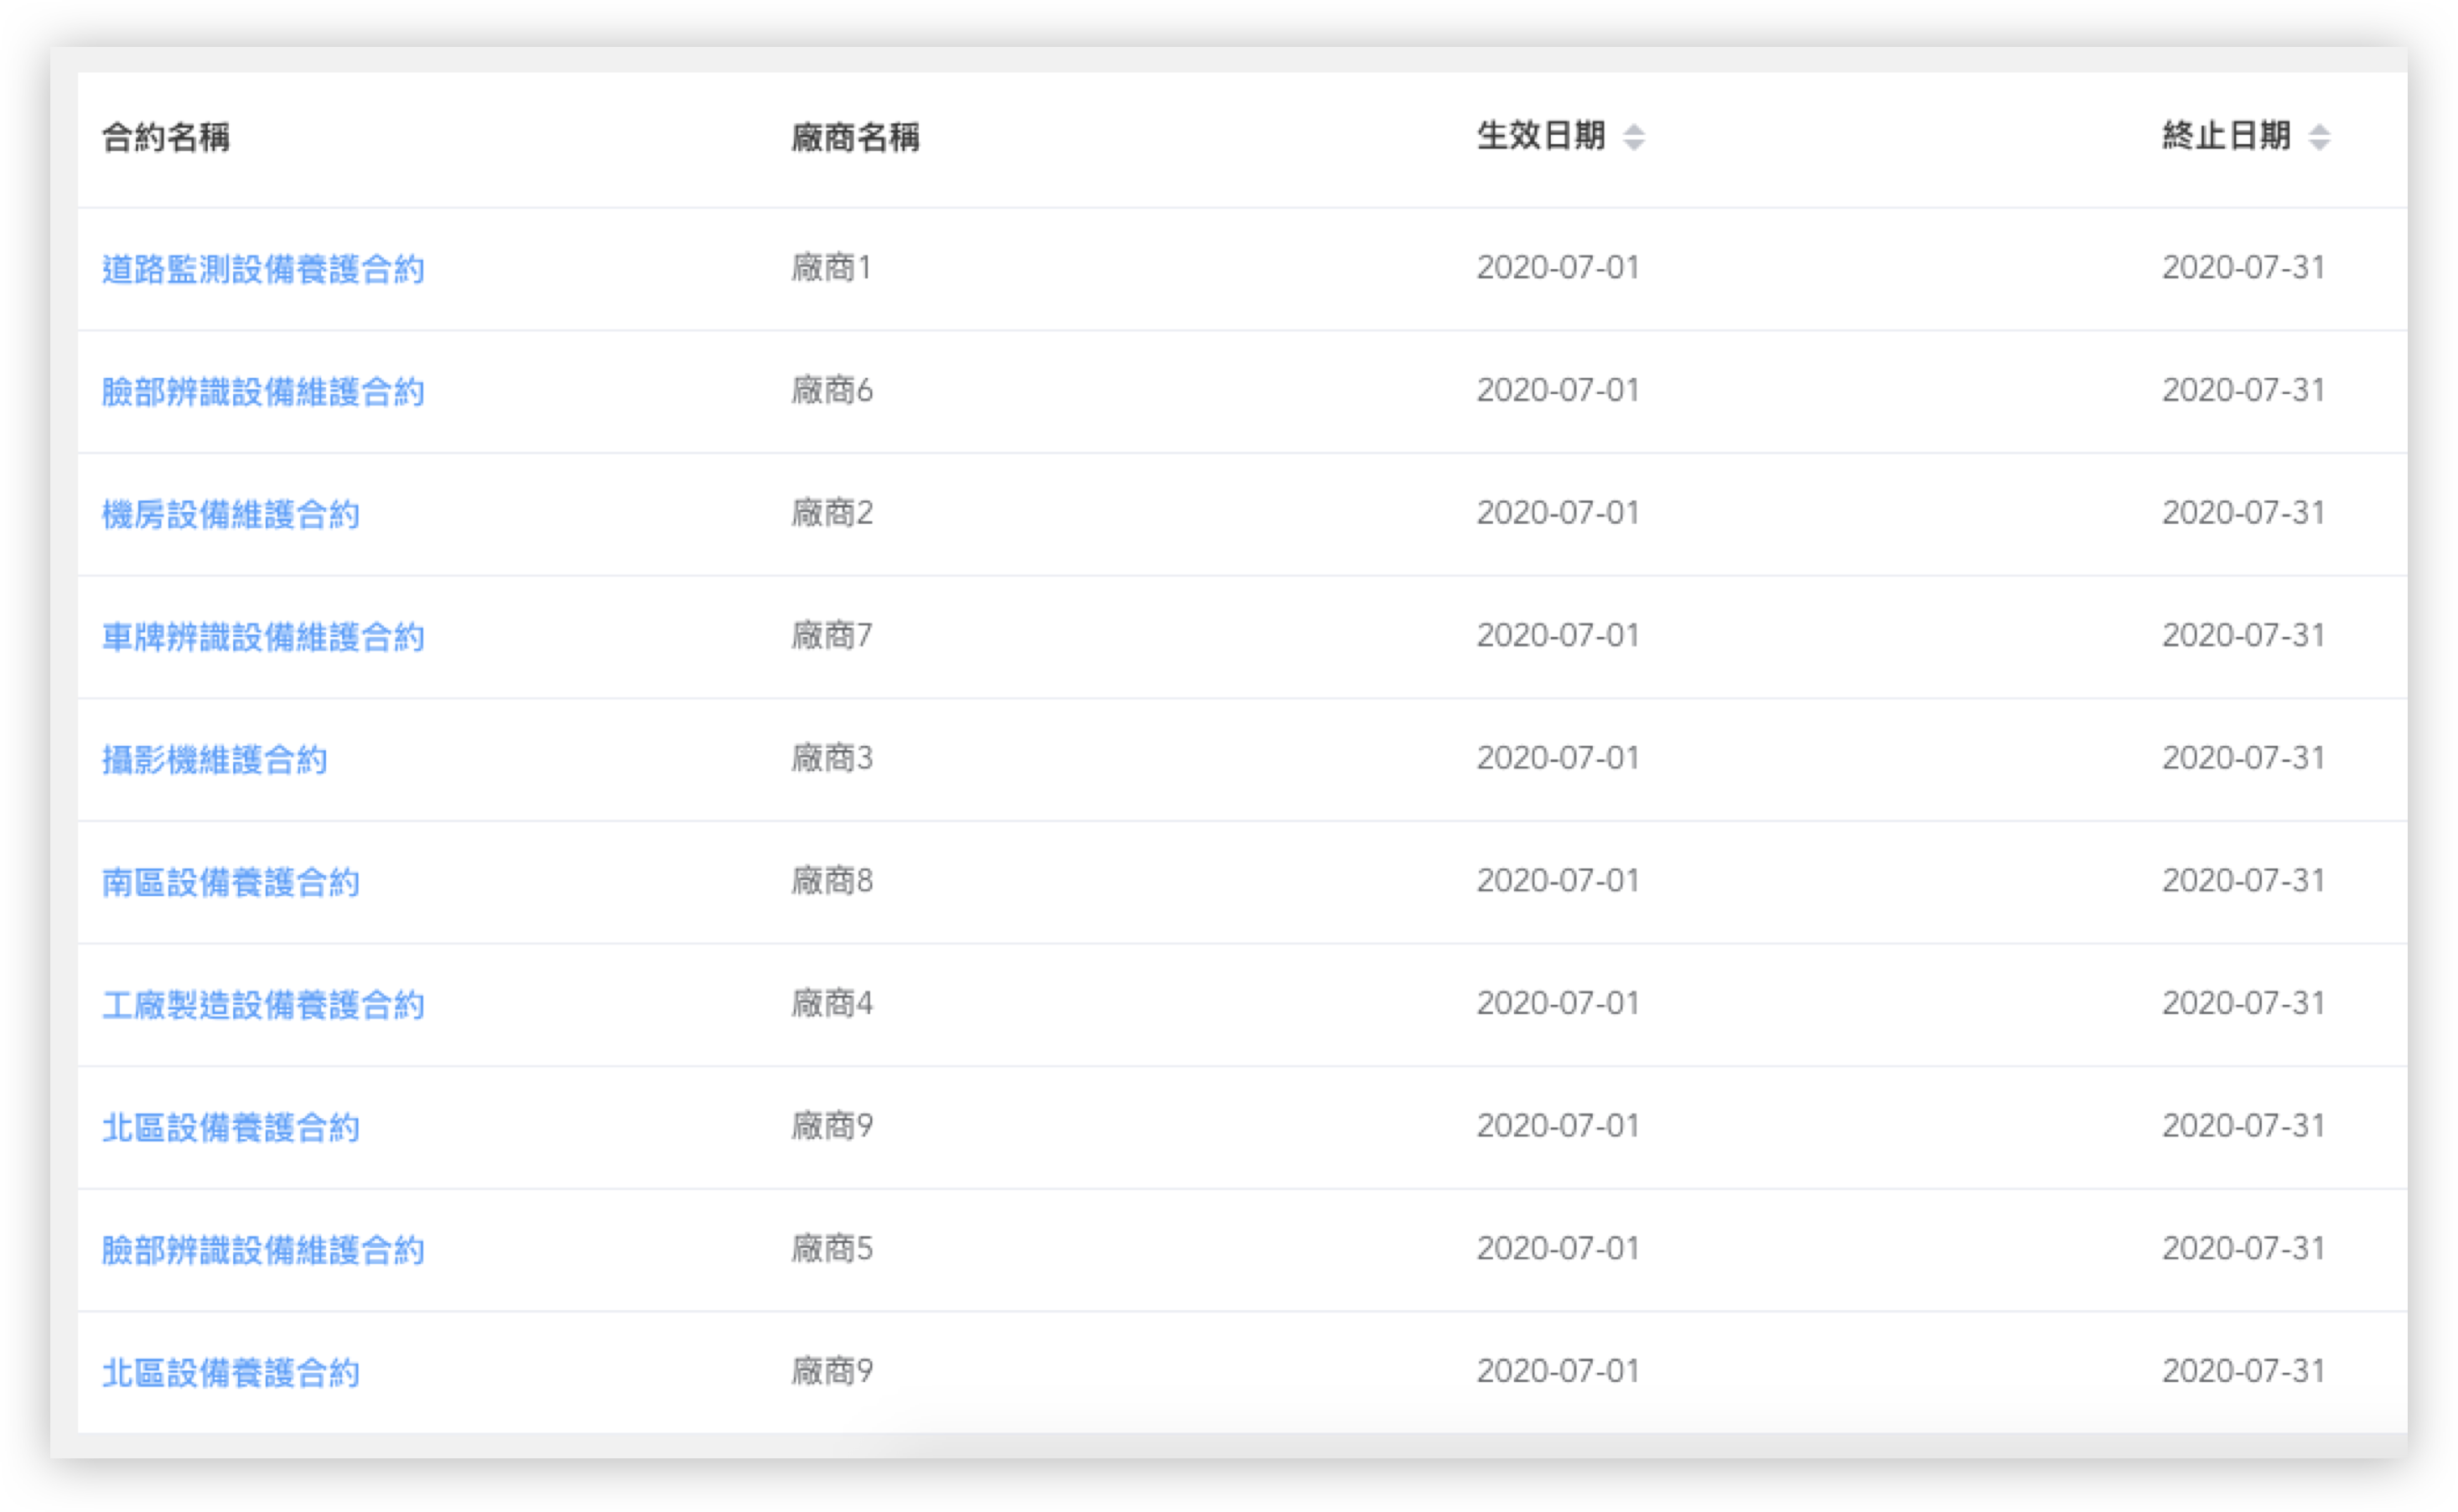 合約名稱 廠商名稱 生效日期 終止日期
道路監測設備養護合約 廠商1 2020-07-01 2020-07-31
臉部辨識設備維護合約 廠商6 2020-07-01 2020-07-31
機房設備維護合約 廠商2 2020-07-01 2020-07-31
車牌辨識設備維護合約 廠商7 2020-07-01 2020-07-31
攝影機維護合約 廠商3 2020-07-01 2020-07-31
南區設備養護合約 廠商8 2020-07-01 2020-07-31
工廠製造設備養護合約 廠商4 2020-07-01 2020-07-31
北區設備養護合約 廠商9 2020-07-01 2020-07-31
臉部辨識設備維護合約 廠商5 2020-07-01 2020-07-31
北區設備養護合約 廠商9 2020-07-01 2020-07-31